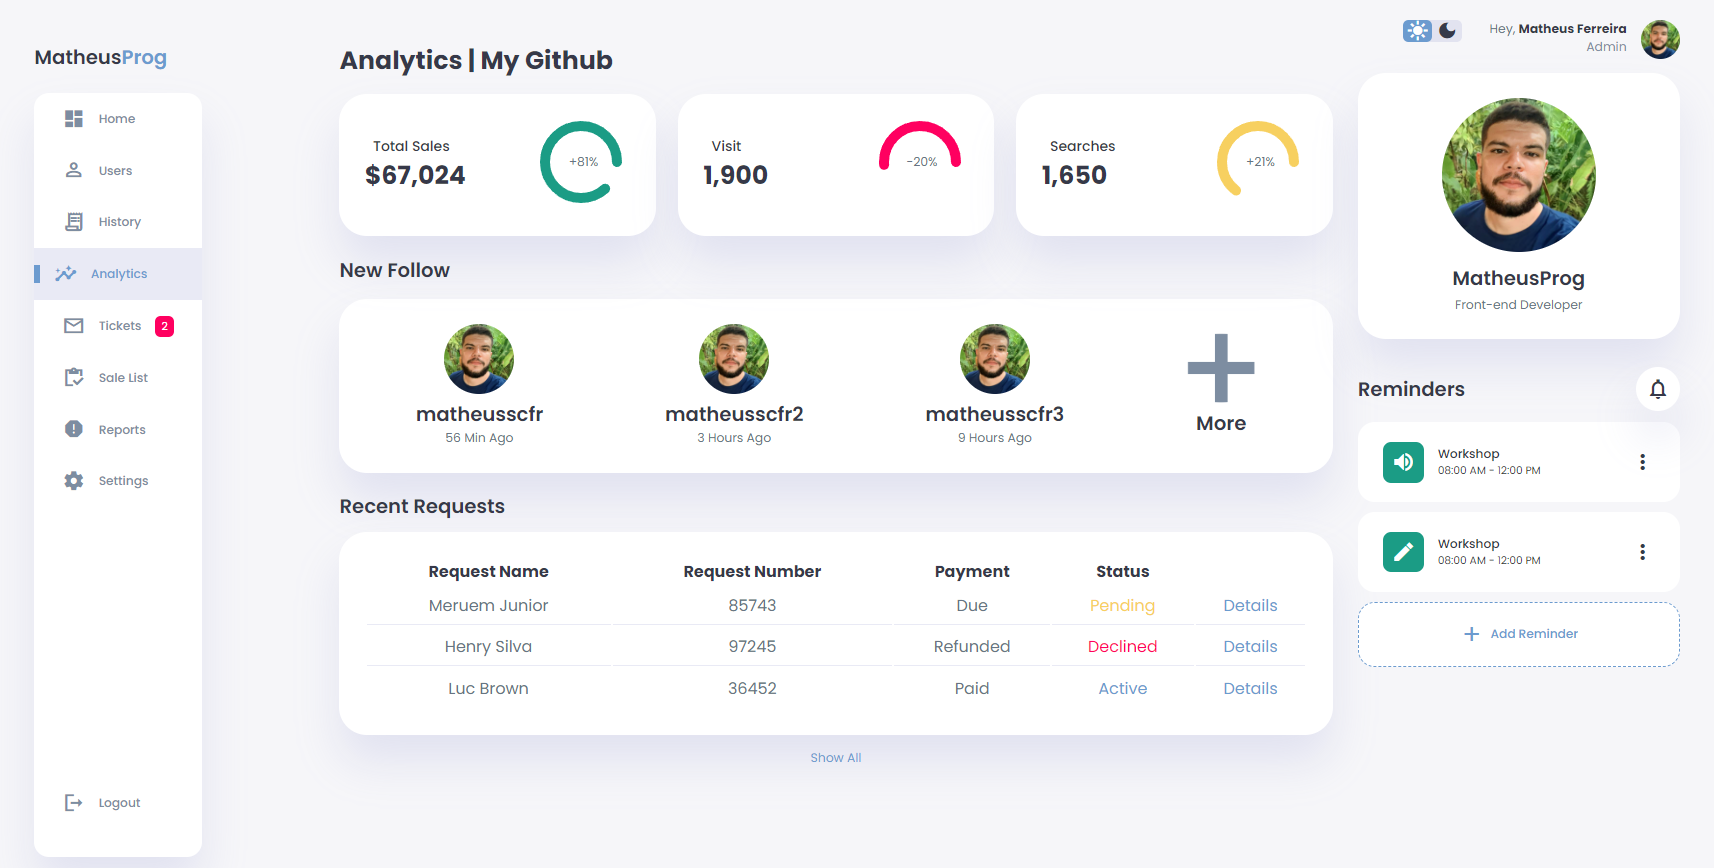 MatheusProg
Home
Users
History
Analytics
Tickets 2
Sale List
Reports
Settings
Logout
Analytics | My Github
Total Sales
$67,024
+81%
Visit
1,900
-20%
Searches
1,650
+21%
New Follow
matheusscfr
56 Min Ago
matheusscfr2
3 Hours Ago
matheusscfr3
9 Hours Ago
More
Recent Requests
Request Name Request Number Payment Status
Meruem Junior 85743 Due Pending Details
Henry Silva 97245 Refunded Declined Details
Luc Brown 36452 Paid Active Details
Show All
Hey, Matheus Ferreira
Admin
MatheusProg
Front-end Developer
Reminders
Workshop
08:00 AM - 12:00 PM
Workshop
08:00 AM - 12:00 PM
Add Reminder